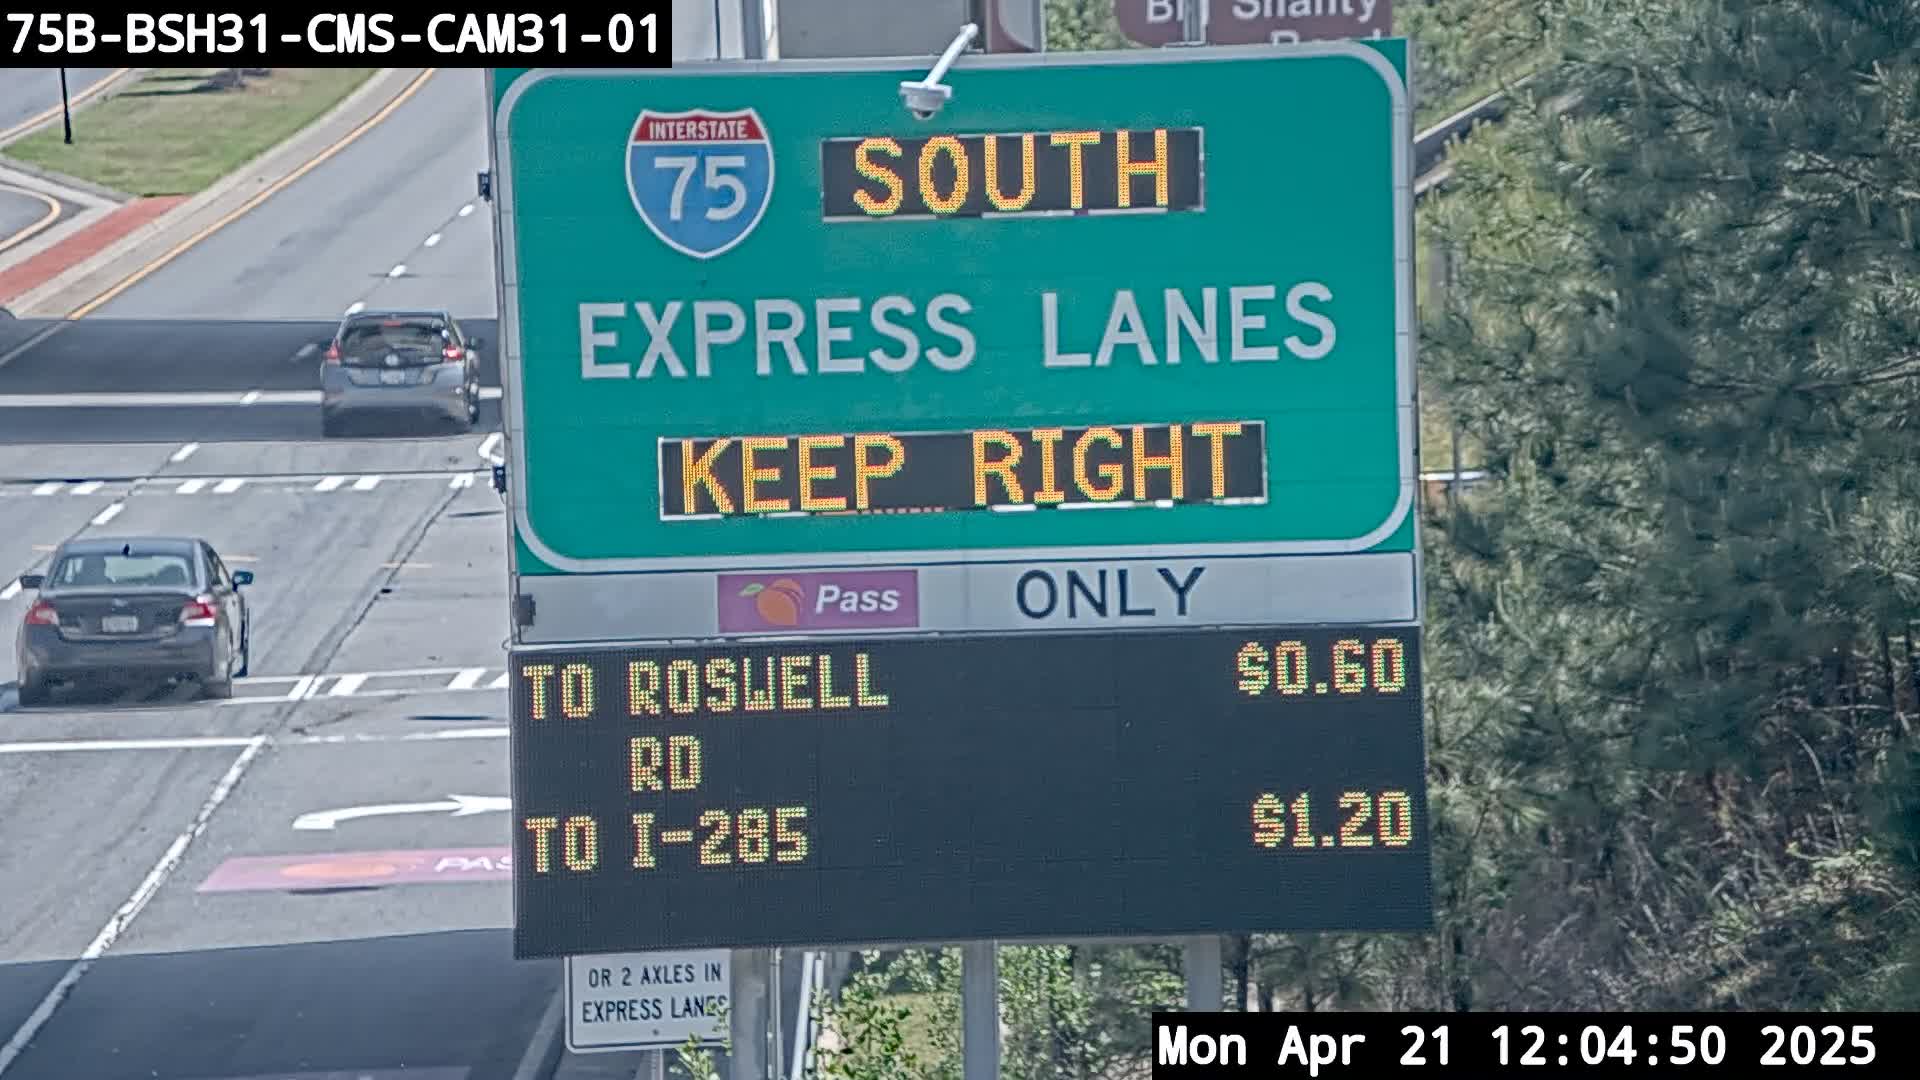 75B-BSH31-CMS-CAM31-01
Shanty
INTERSTATE
75
SOUTH
EXPRESS LANES
KEEP RIGHT
Pass ONLY
TO ROSWELL $0.60
RD
TO I-285 $1.20
OR 2 AXLES IN
EXPRESS LANES
Mon Apr 21 12:04:50 2025